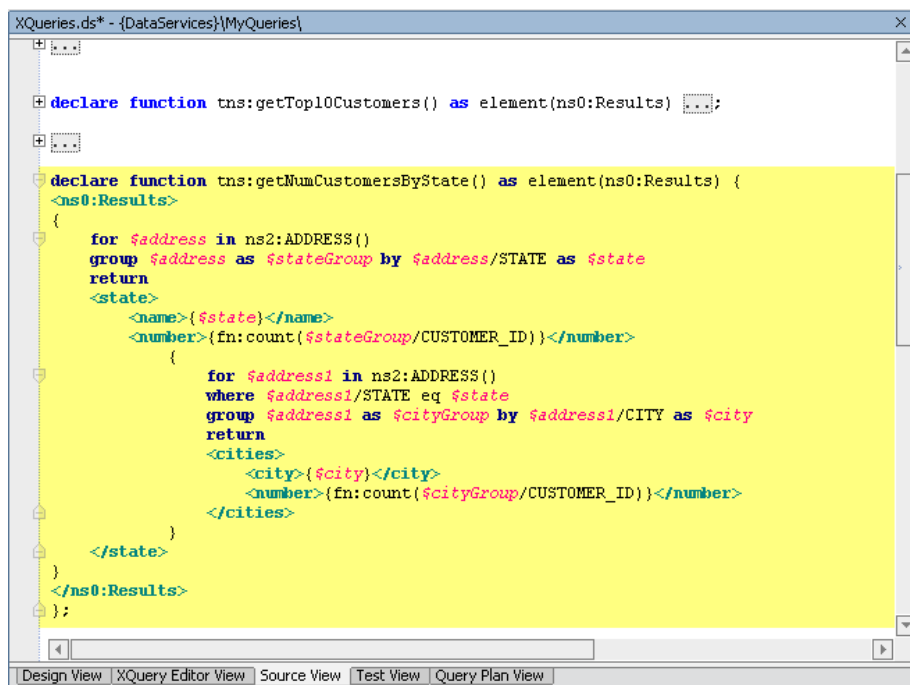 XQueries.ds* - {DataServices}\MyQueries\
...
declare function tns:getTop10Customers() as element(ns0:Results) ...;
...
declare function tns:getNumCustomersByState() as element(ns0:Results) {
<ns0:Results>
{
for $address in ns2:ADDRESS()
group $address as $stateGroup by $address/STATE as $state
return
<state>
<name>{$state}</name>
<number>{fn:count($stateGroup/CUSTOMER_ID)}</number>
{
for $address1 in ns2:ADDRESS()
where $address1/STATE eq $state
group $address1 as $cityGroup by $address1/CITY as $city
return
<cities>
<city>{$city}</city>
<number>{fn:count($cityGroup/CUSTOMER_ID)}</number>
</cities>
}
</state>
}
</ns0:Results>
};
Design View XQuery Editor View Source View Test View Query Plan View